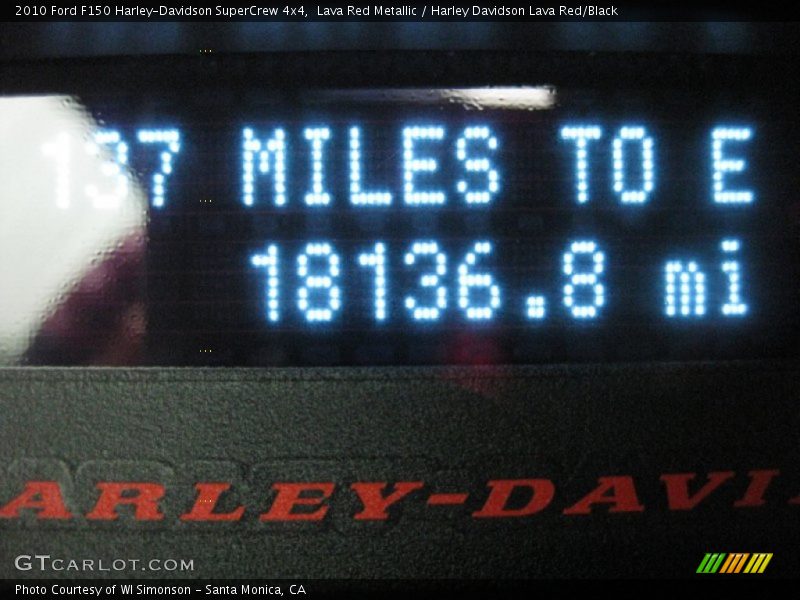 2010 Ford F150 Harley-Davidson SuperCrew 4x4,  Lava Red Metallic / Harley Davidson Lava Red/Black
137 MILES TO E
18136.8 mi
ARLEY-DAVI
GTCARLOT.COM
Photo Courtesy of WI Simonson - Santa Monica, CA